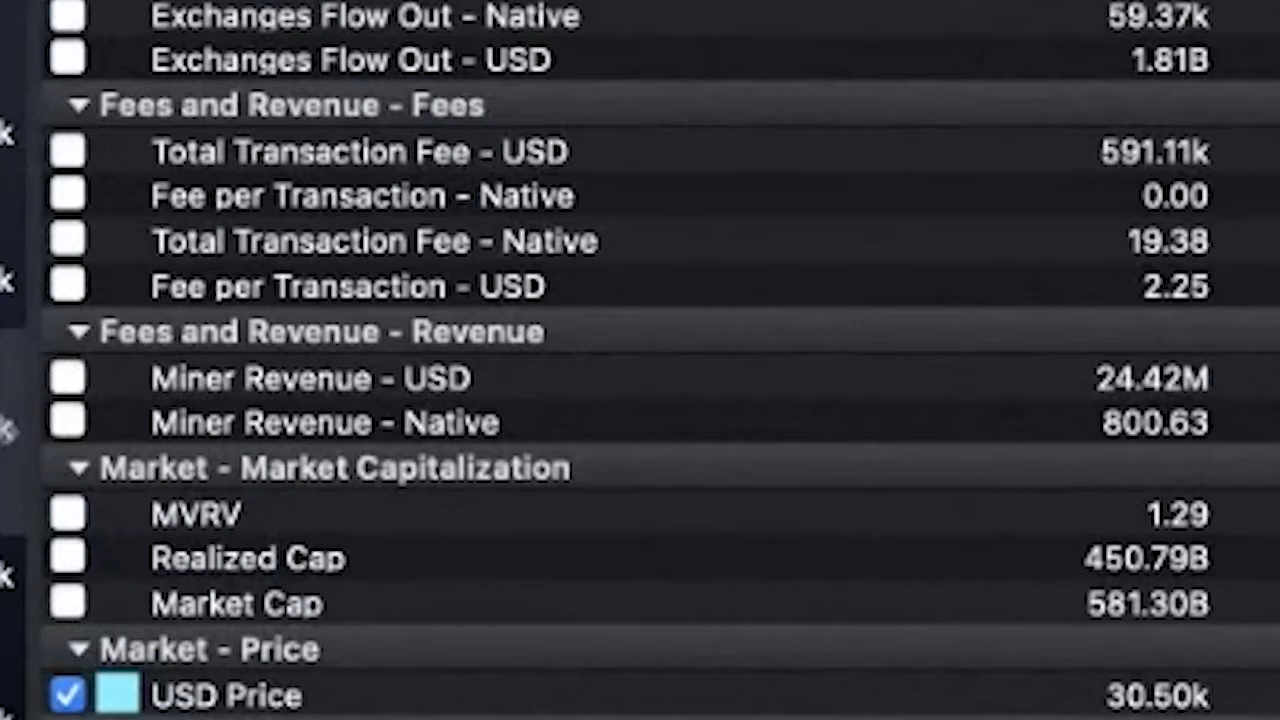 Exchanges Flow Out - Native 59.37k
Exchanges Flow Out - USD 1.81B
Fees and Revenue - Fees
Total Transaction Fee - USD 591.11k
Fee per Transaction - Native 0.00
Total Transaction Fee - Native 19.38
Fee per Transaction - USD 2.25
Fees and Revenue - Revenue
Miner Revenue - USD 24.42M
Miner Revenue - Native 800.63
Market - Market Capitalization
MVRV 1.29
Realized Cap 450.79B
Market Cap 581.30B
Market - Price
USD Price 30.50k